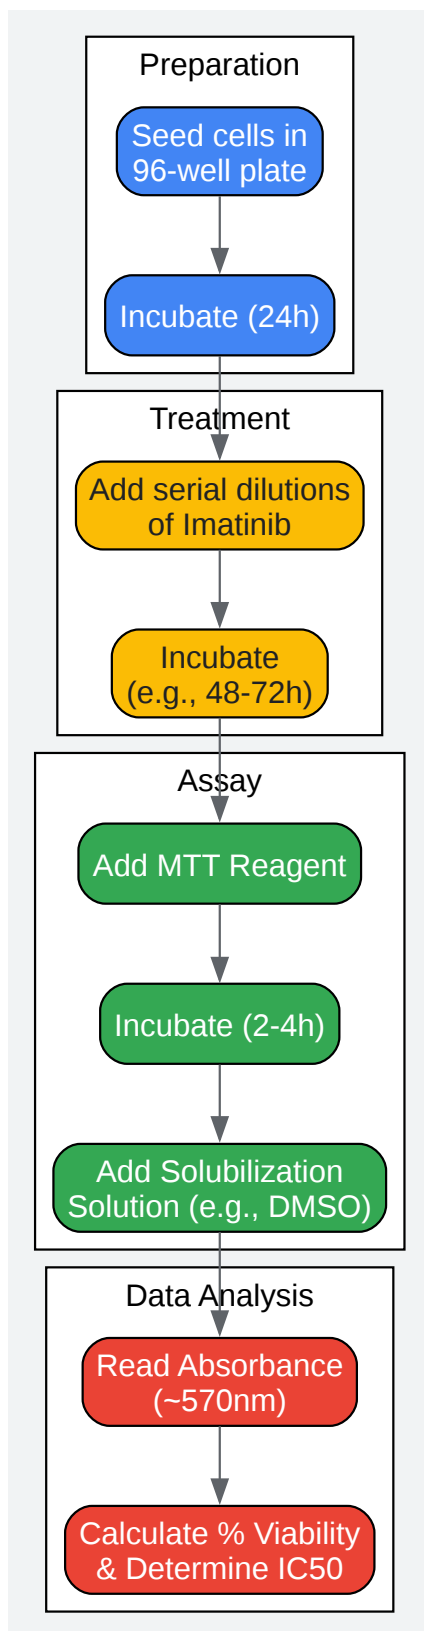 Preparation
Seed cells in
96-well plate
Incubate (24h)
Treatment
Add serial dilutions
of Imatinib
Incubate
(e.g., 48-72h)
Assay
Add MTT Reagent
Incubate (2-4h)
Add Solubilization
Solution (e.g., DMSO)
Data Analysis
Read Absorbance
(~570nm)
Calculate % Viability
& Determine IC50